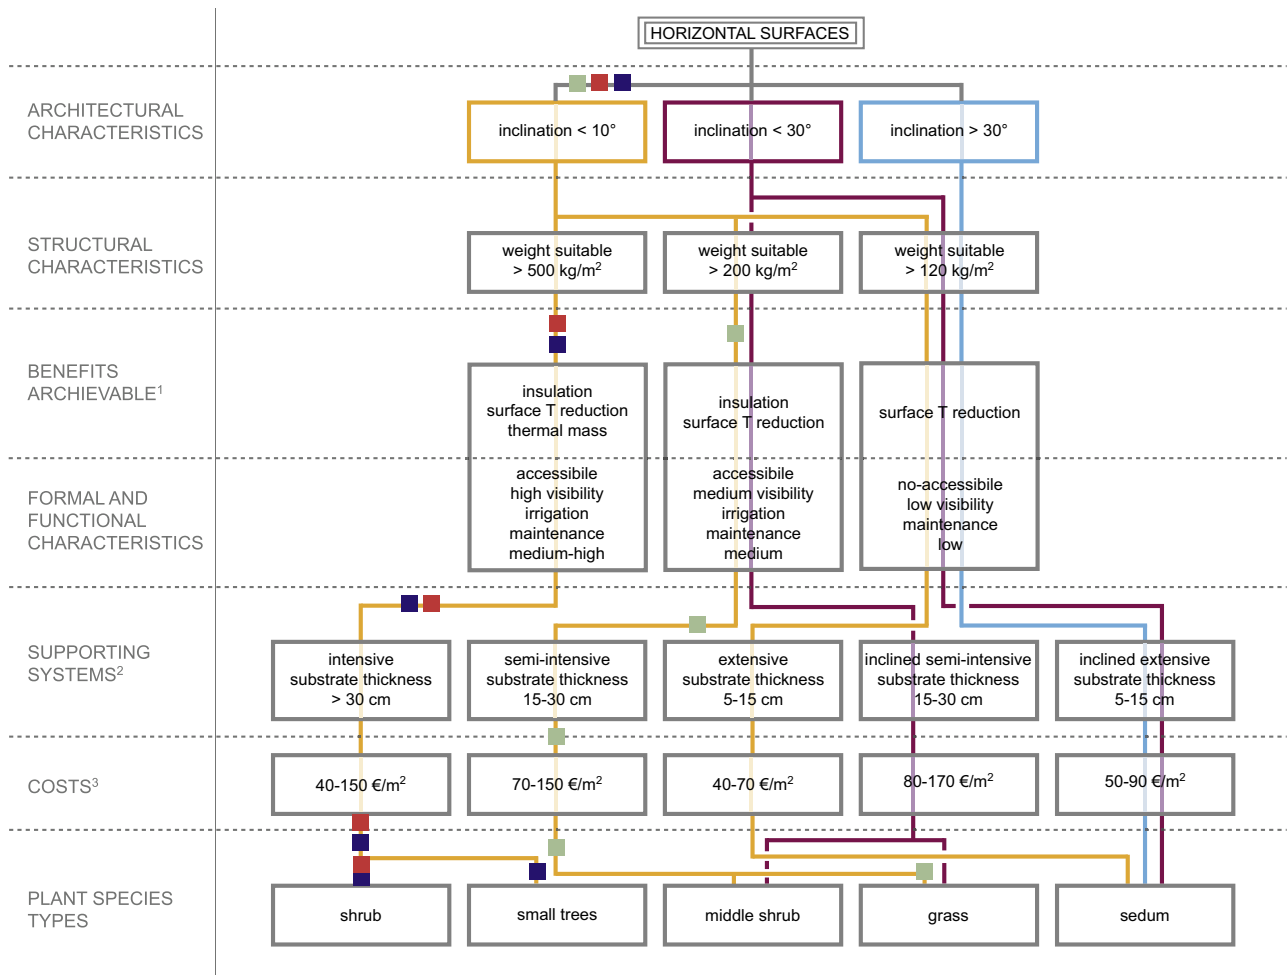 HORIZONTAL SURFACES
ARCHITECTURAL
CHARACTERISTICS
inclination < 10°
inclination < 30°
inclination > 30°
STRUCTURAL
CHARACTERISTICS
weight suitable
> 500 kg/m²
weight suitable
> 200 kg/m²
weight suitable
> 120 kg/m²
BENEFITS
ARCHIEVABLE¹
insulation
surface T reduction
thermal mass
insulation
surface T reduction
surface T reduction
FORMAL AND
FUNCTIONAL
CHARACTERISTICS
accessibile
high visibility
irrigation
maintenance
medium-high
accessibile
medium visibility
irrigation
maintenance
medium
no-accessibile
low visibility
maintenance
low
SUPPORTING
SYSTEMS²
intensive
substrate thickness
> 30 cm
semi-intensive
substrate thickness
15-30 cm
extensive
substrate thickness
5-15 cm
inclined semi-intensive
substrate thickness
15-30 cm
inclined extensive
substrate thickness
5-15 cm
COSTS³
40-150 €/m²
70-150 €/m²
40-70 €/m²
80-170 €/m²
50-90 €/m²
PLANT SPECIES
TYPES
shrub
small trees
middle shrub
grass
sedum